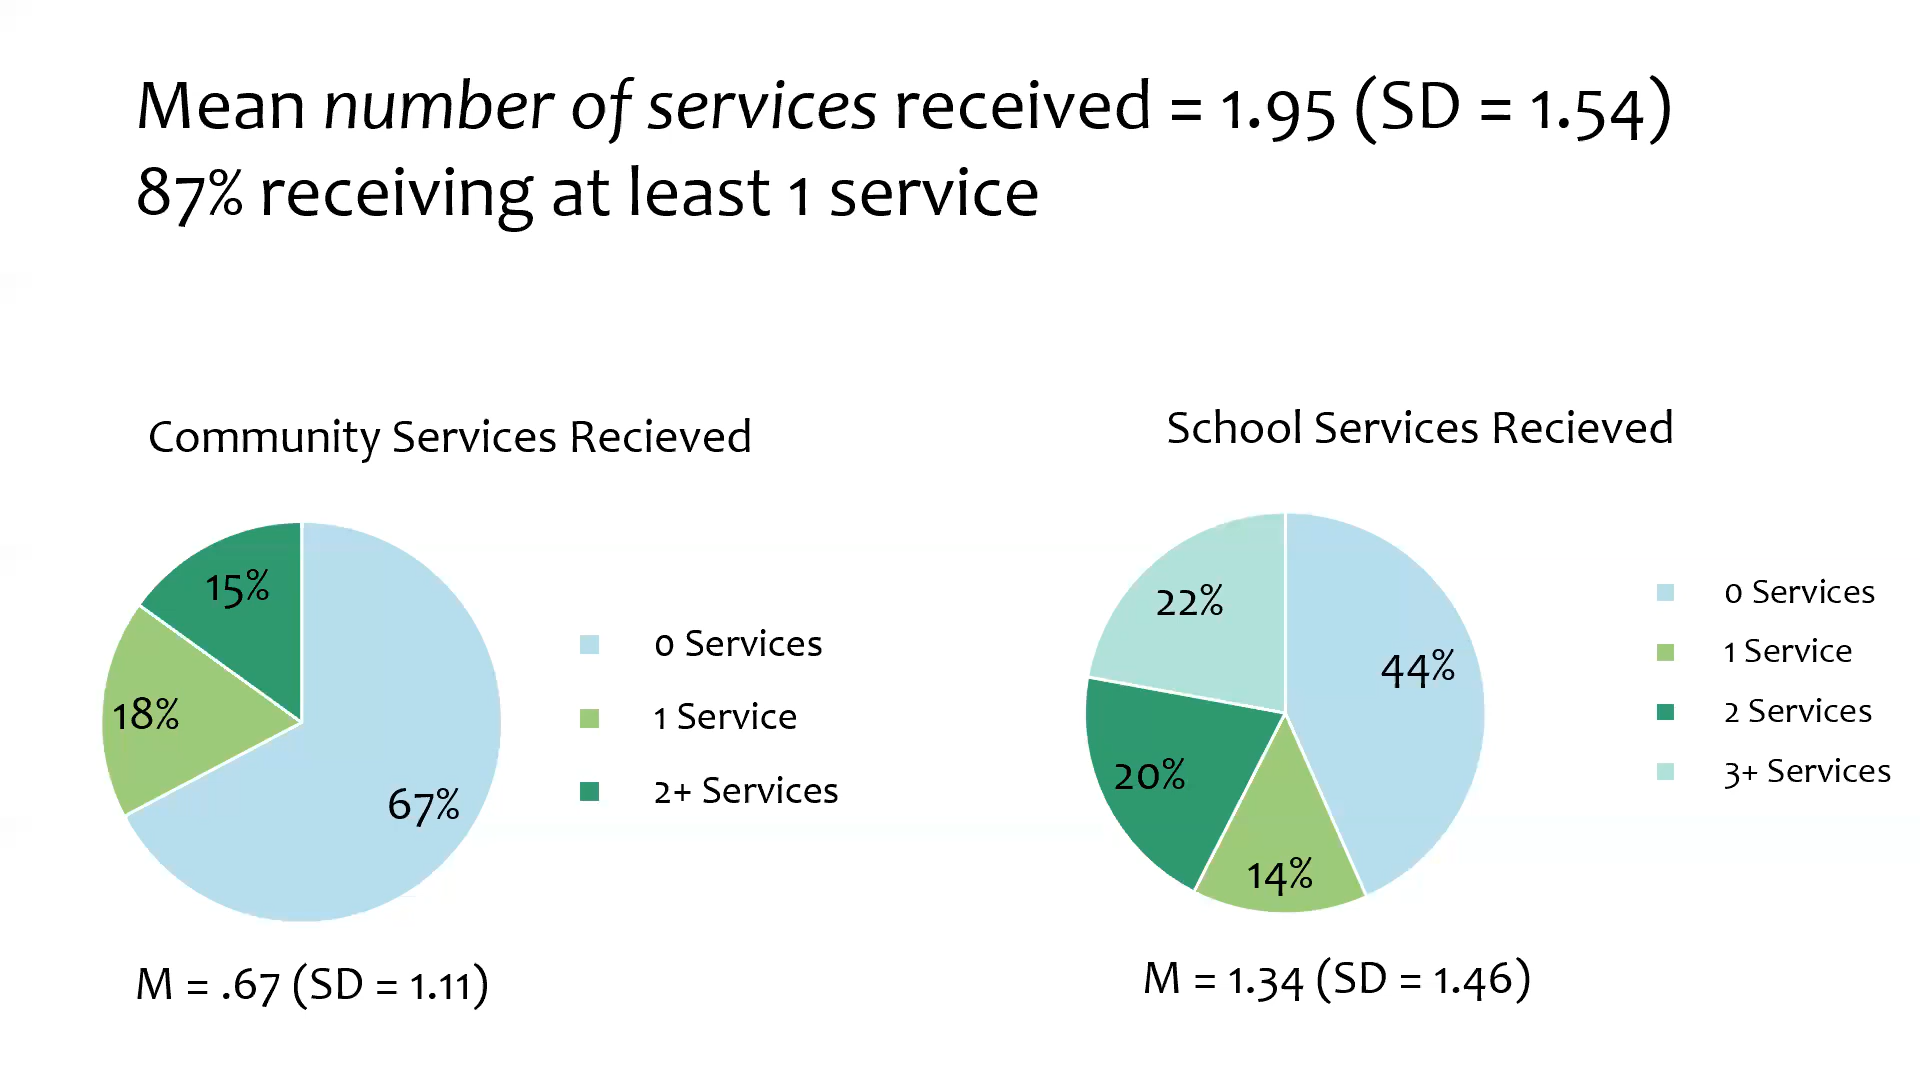 Mean number of services received = 1.95 (SD = 1.54)
87% receiving at least 1 service
Community Services Recieved
15%
18%
67%
0 Services
1 Service
2+ Services
M = .67 (SD = 1.11)
School Services Recieved
22%
44%
20%
14%
0 Services
1 Service
2 Services
3+ Services
M = 1.34 (SD = 1.46)